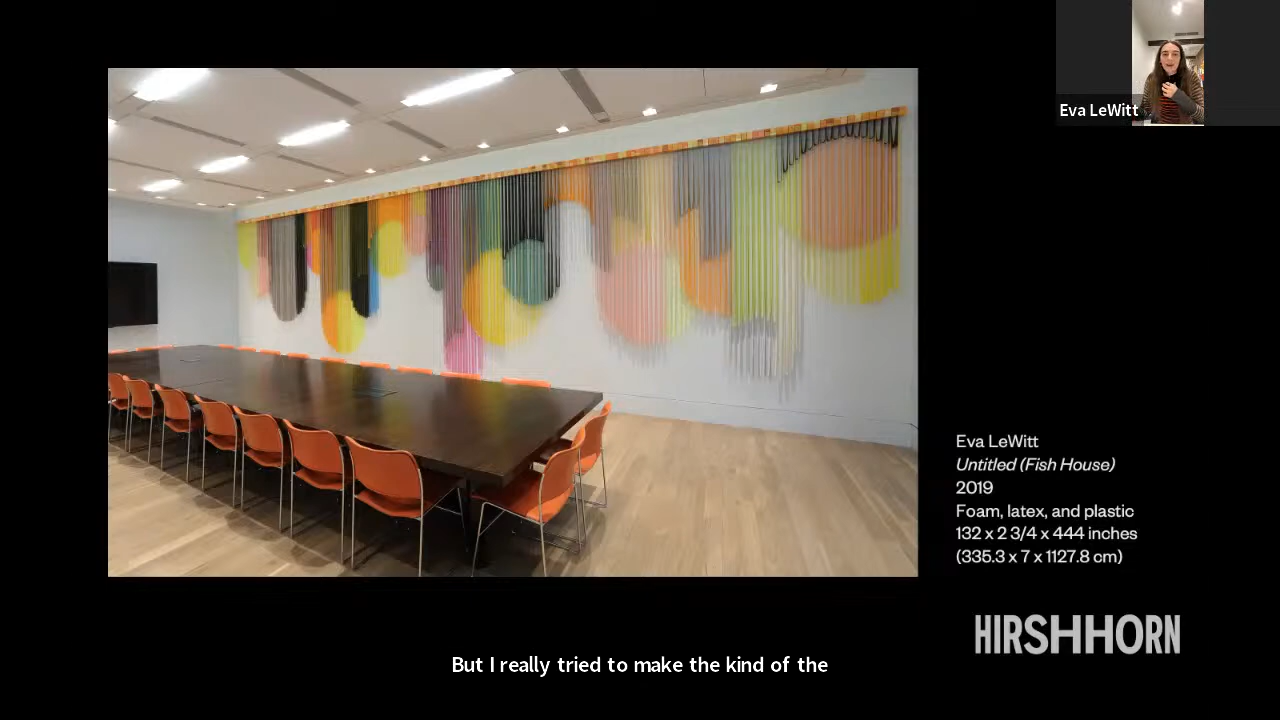 Eva LeWitt
Eva LeWitt
Untitled (Fish House)
2019
Foam, latex, and plastic
132 x 2 3/4 x 444 inches
(335.3 x 7 x 1127.8 cm)
HIRSHHORN
But I really tried to make the kind of the